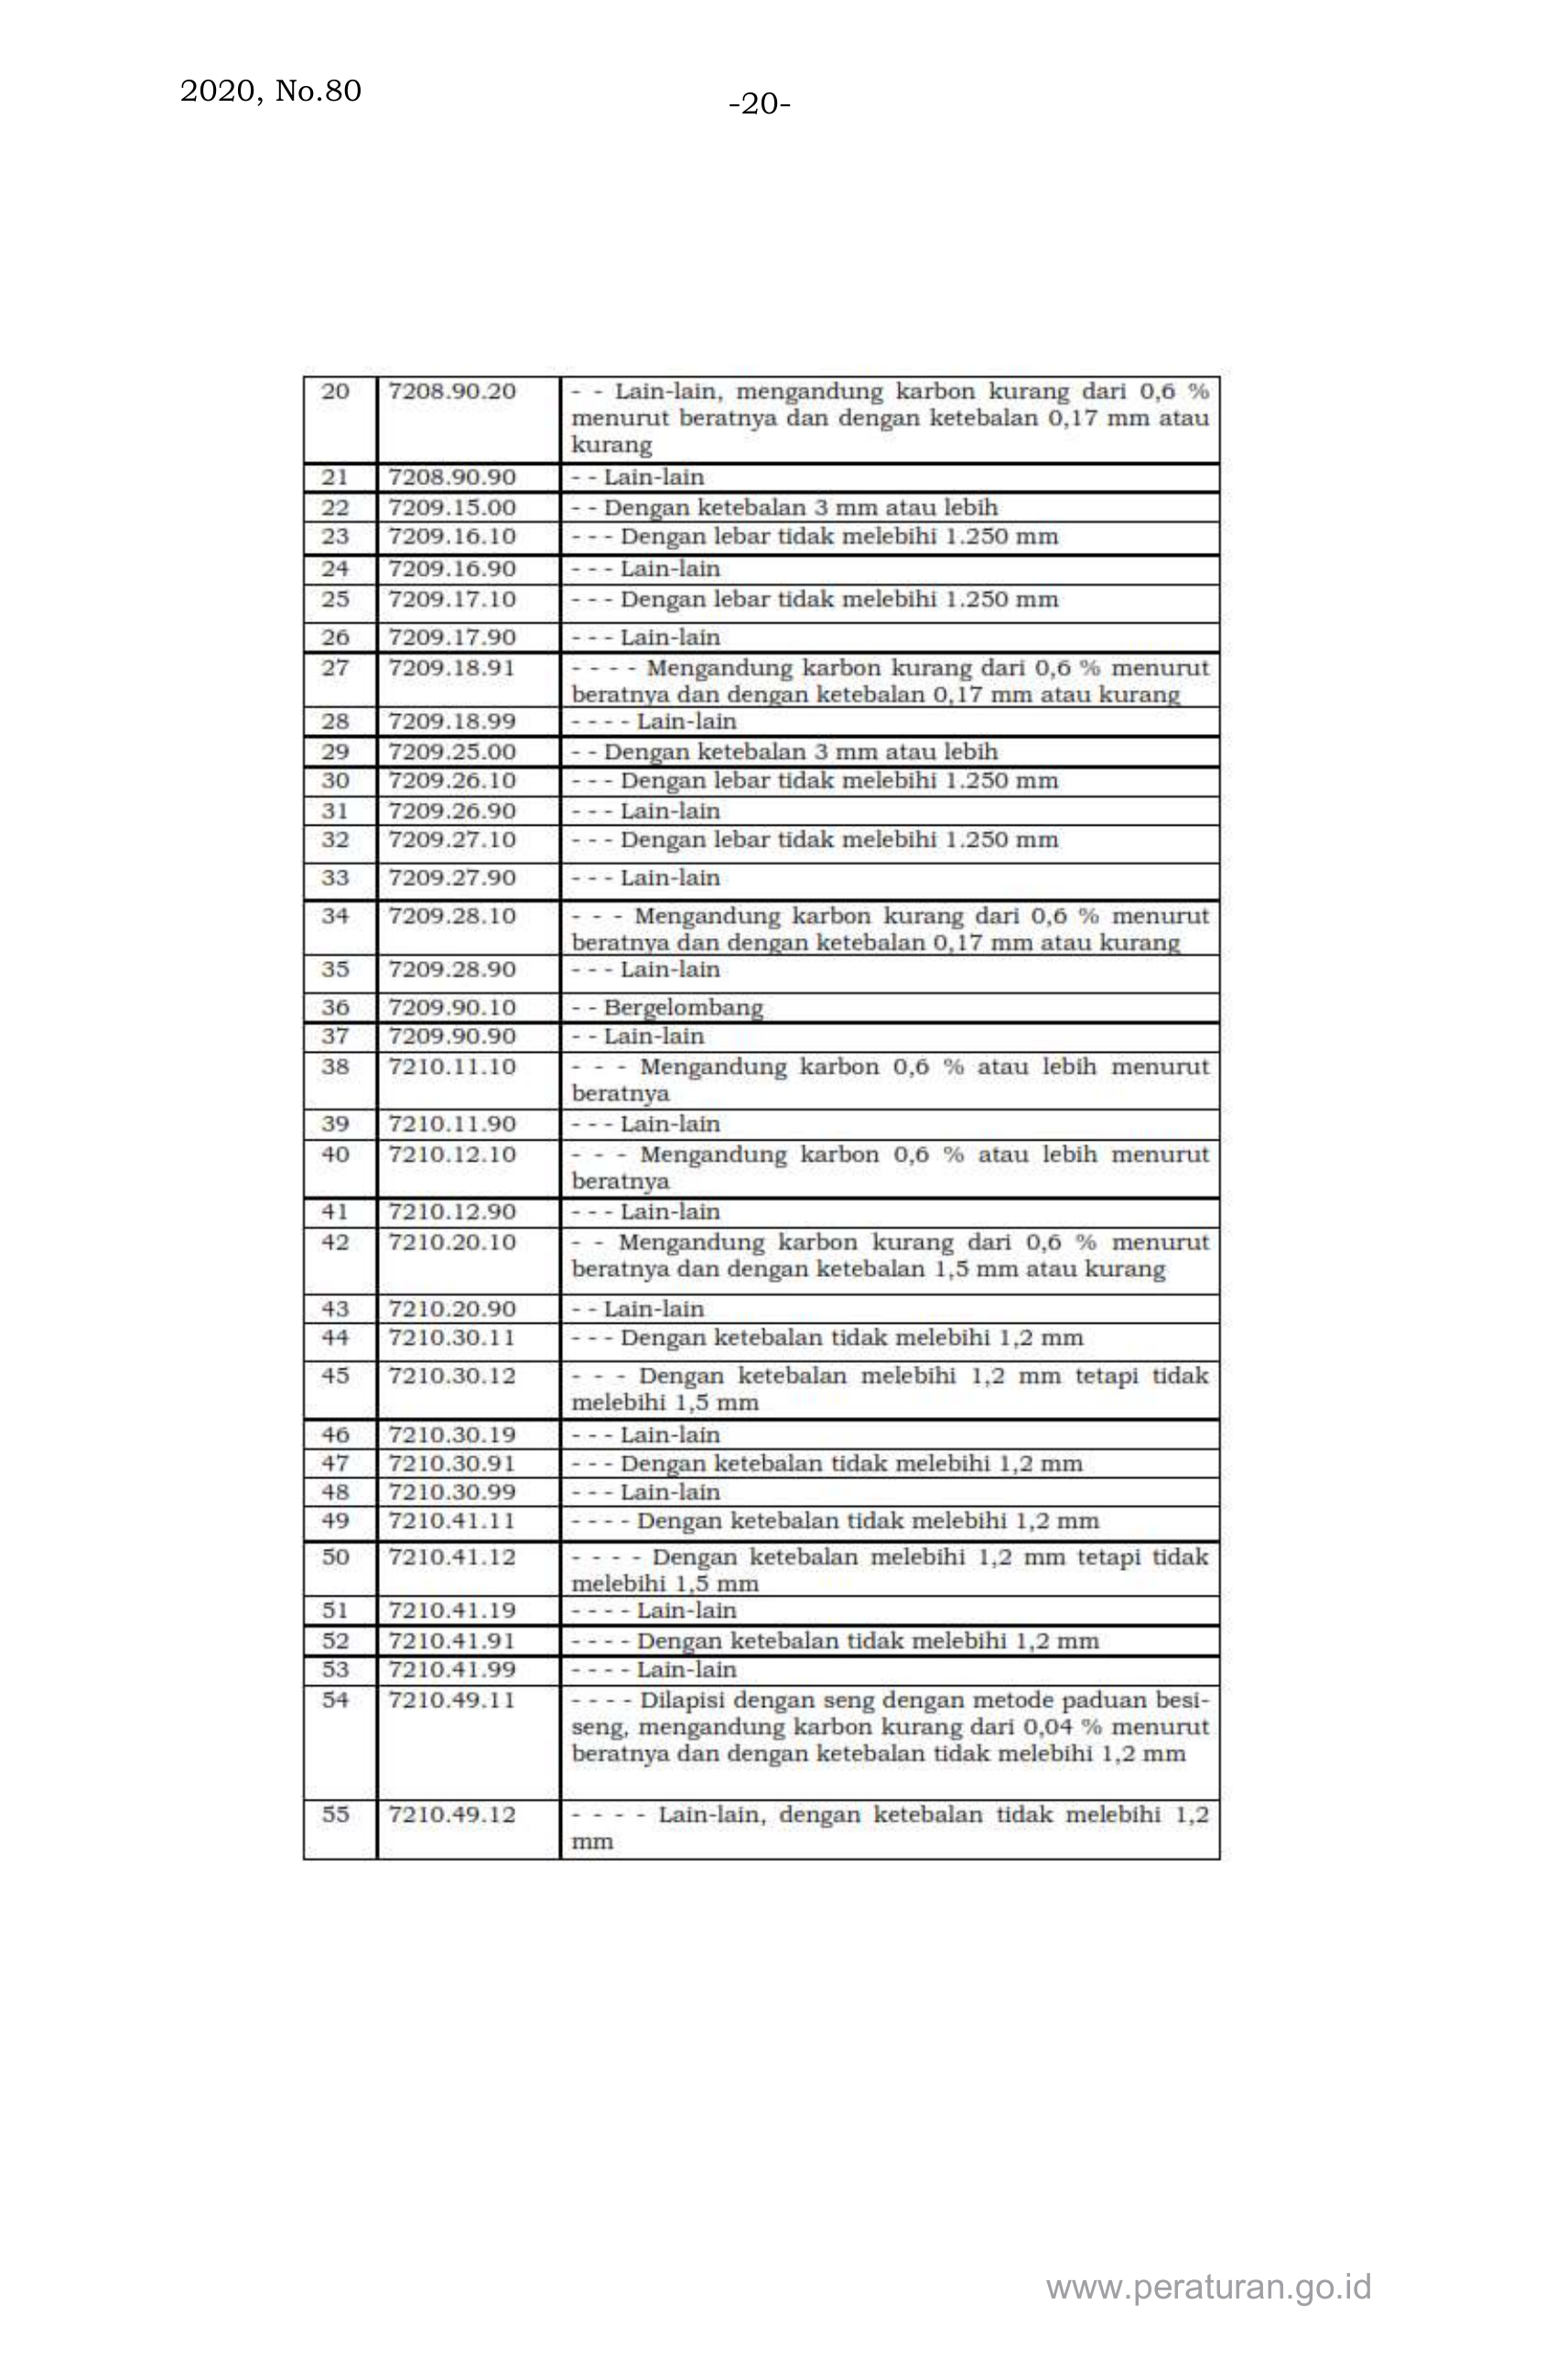 2020, No.80
-20-
20 7208.90.20 - - Lain-lain, mengandung karbon kurang dari 0,6 %
menurut beratnya dan dengan ketebalan 0,17 mm atau
kurang
21 7208.90.90 - - Lain-lain
22 7209.15.00 - - Dengan ketebalan 3 mm atau lebih
23 7209.16.10 - - - Dengan lebar tidak melebihi 1.250 mm
24 7209.16.90 - - - Lain-lain
25 7209.17.10 - - - Dengan lebar tidak melebihi 1.250 mm
26 7209.17.90 - - - Lain-lain
27 7209.18.91 - - - - Mengandung karbon kurang dari 0,6 % menurut
beratnya dan dengan ketebalan 0,17 mm atau kurang
28 7209.18.99 - - - - Lain-lain
29 7209.25.00 - - Dengan ketebalan 3 mm atau lebih
30 7209.26.10 - - - Dengan lebar tidak melebihi 1.250 mm
31 7209.26.90 - - - Lain-lain
32 7209.27.10 - - - Dengan lebar tidak melebihi 1.250 mm
33 7209.27.90 - - - Lain-lain
34 7209.28.10 - - - Mengandung karbon kurang dari 0,6 % menurut
beratnya dan dengan ketebalan 0,17 mm atau kurang
35 7209.28.90 - - - Lain-lain
36 7209.90.10 - - Bergelombang
37 7209.90.90 - - Lain-lain
38 7210.11.10 - - - Mengandung karbon 0,6 % atau lebih menurut
beratnya
39 7210.11.90 - - - Lain-lain
40 7210.12.10 - - - Mengandung karbon 0,6 % atau lebih menurut
beratnya
41 7210.12.90 - - - Lain-lain
42 7210.20.10 - - Mengandung karbon kurang dari 0,6 % menurut
beratnya dan dengan ketebalan 1,5 mm atau kurang
43 7210.20.90 - - Lain-lain
44 7210.30.11 - - - Dengan ketebalan tidak melebihi 1,2 mm
45 7210.30.12 - - - Dengan ketebalan melebihi 1,2 mm tetapi tidak
melebihi 1,5 mm
46 7210.30.19 - - - Lain-lain
47 7210.30.91 - - - Dengan ketebalan tidak melebihi 1,2 mm
48 7210.30.99 - - - Lain-lain
49 7210.41.11 - - - - Dengan ketebalan tidak melebihi 1,2 mm
50 7210.41.12 - - - - Dengan ketebalan melebihi 1,2 mm tetapi tidak
melebihi 1,5 mm
51 7210.41.19 - - - - Lain-lain
52 7210.41.91 - - - - Dengan ketebalan tidak melebihi 1,2 mm
53 7210.41.99 - - - - Lain-lain
54 7210.49.11 - - - - Dilapisi dengan seng dengan metode paduan besi-
seng, mengandung karbon kurang dari 0,04 % menurut
beratnya dan dengan ketebalan tidak melebihi 1,2 mm
55 7210.49.12 - - - - Lain-lain, dengan ketebalan tidak melebihi 1,2
mm
www.peraturan.go.id